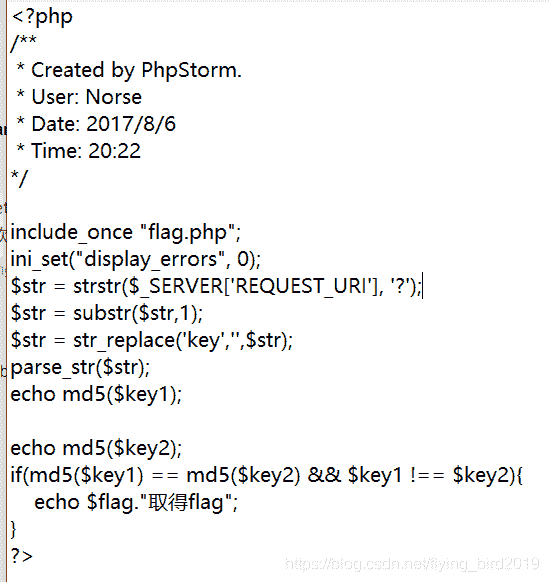 <?php
/**
 * Created by PhpStorm.
 * User: Norse
 * Date: 2017/8/6
 * Time: 20:22
*/
include_once "flag.php";
ini_set("display_errors", 0);
$str = strstr($_SERVER['REQUEST_URI'], '?');
$str = substr($str,1);
$str = str_replace('key','',$str);
parse_str($str);
echo md5($key1);
echo md5($key2);
if(md5($key1) == md5($key2) && $key1 !== $key2){
    echo $flag."取得flag";
}
?>
https://blog.csdn.net/flying_bird2019